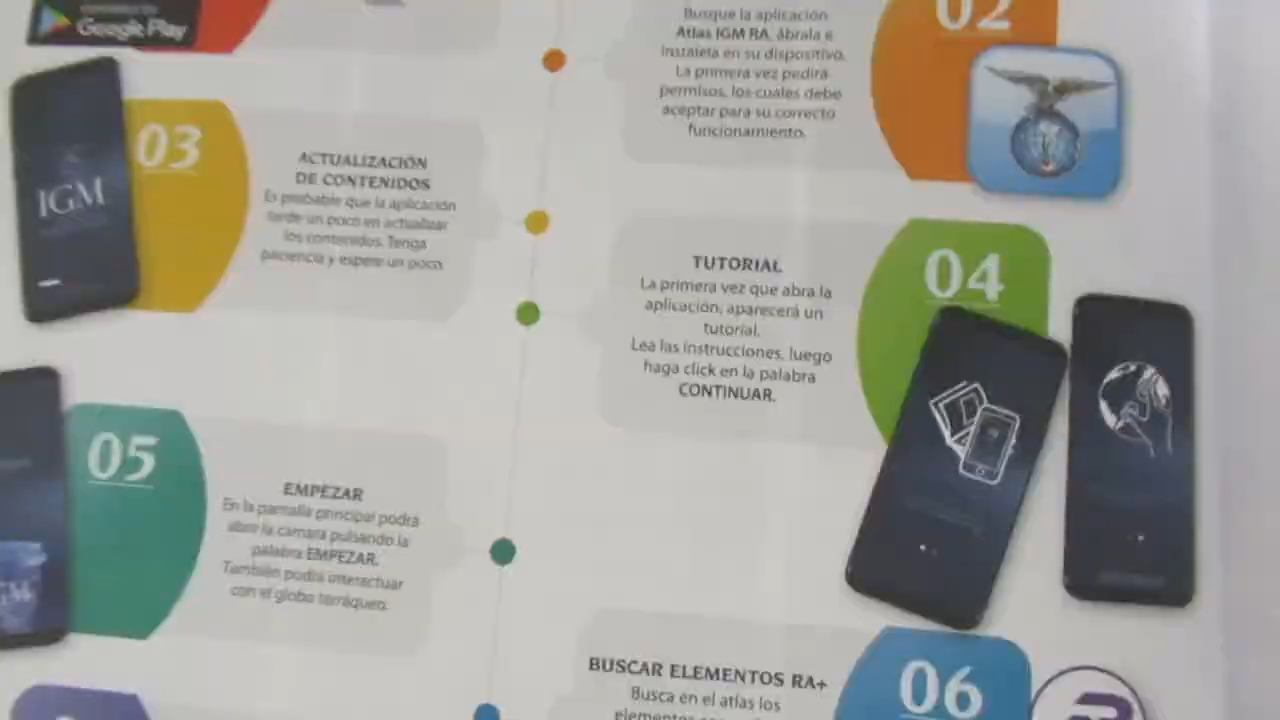 Google Play
02
Busque la aplicación
Atlas IGM RA, ábrala e
instálela en su dispositivo.
La primera vez pedirá
permisos, los cuales debe
aceptar para su correcto
funcionamiento.
03
IGM
ACTUALIZACIÓN
DE CONTENIDOS
Es probable que la aplicación
tarde un poco en actualizar
los contenidos. Tenga
paciencia y espere un poco.
04
TUTORIAL
La primera vez que abra la
aplicación, aparecerá un
tutorial.
Lea las instrucciones, luego
haga click en la palabra
CONTINUAR.
05
EMPEZAR
En la pantalla principal podrá
abrir la cámara pulsando la
palabra EMPEZAR.
También podrá interactuar
con el globo terráqueo.
06
BUSCAR ELEMENTOS RA+
Busca en el atlas los